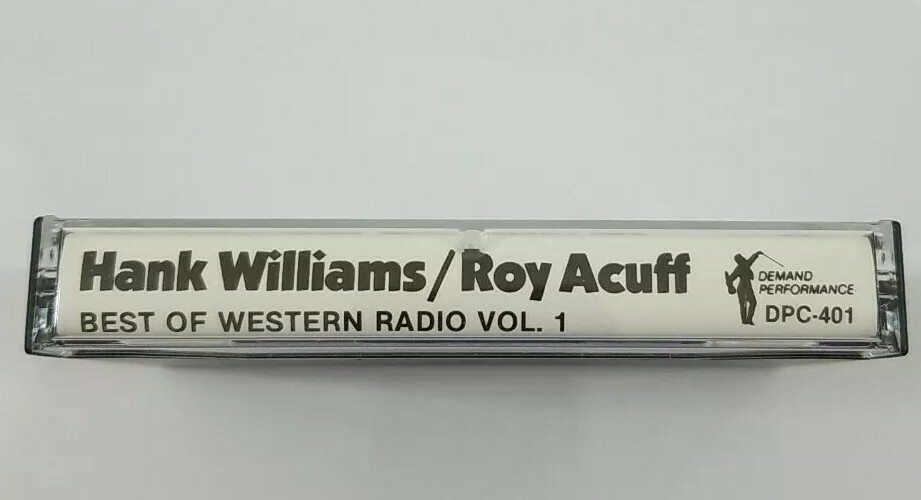 Hank Williams/Roy Acuff
BEST OF WESTERN RADIO VOL. 1
DEMAND
PERFORMANCE
DPC-401